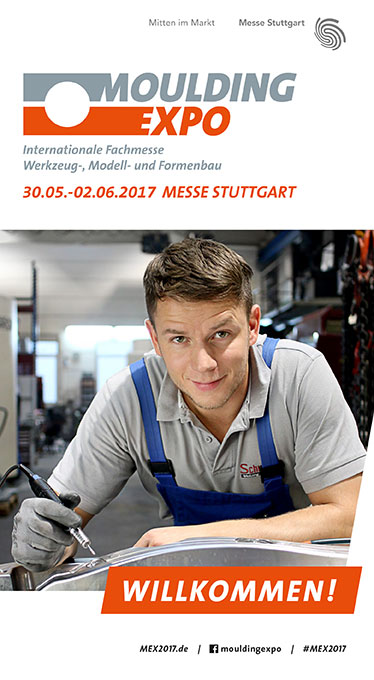 Mitten im Markt Messe Stuttgart
MOULDING
EXPO
Internationale Fachmesse
Werkzeug-, Modell- und Formenbau
30.05.-02.06.2017 MESSE STUTTGART
WILLKOMMEN!
MEX2017.de / mouldingexpo / #MEX2017